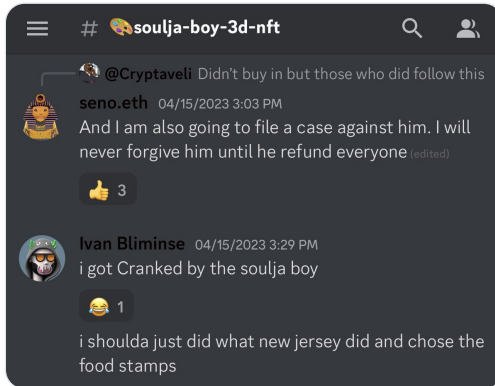 # 🎨soulja-boy-3d-nft
@Cryptaveli Didn't buy in but those who did follow this
seno.eth 04/15/2023 3:03 PM
And I am also going to file a case against him. I will
never forgive him until he refund everyone (edited)
👍 3
Ivan Bliminse 04/15/2023 3:29 PM
i got Cranked by the soulja boy
😂 1
i shoulda just did what new jersey did and chose the
food stamps